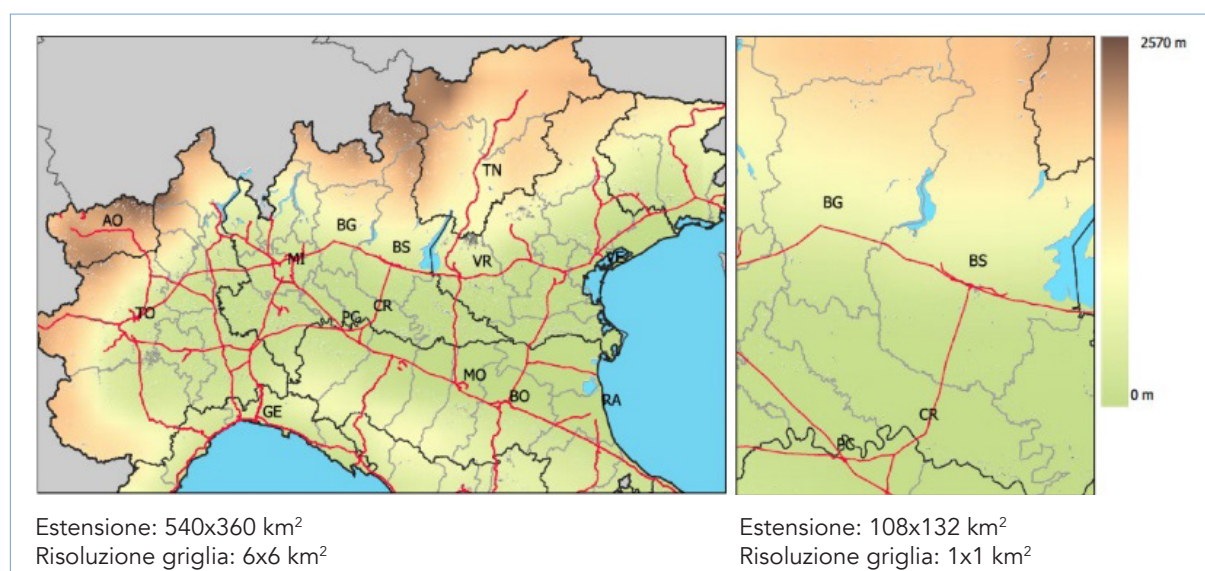 2570 m
TN
AO
BG
BS
VR
VE
MI
TO
CR
PC
MO
BO
RA
GE
BG
BS
CR
PC
0 m
Estensione: 540x360 km²
Risoluzione griglia: 6x6 km²
Estensione: 108x132 km²
Risoluzione griglia: 1x1 km²